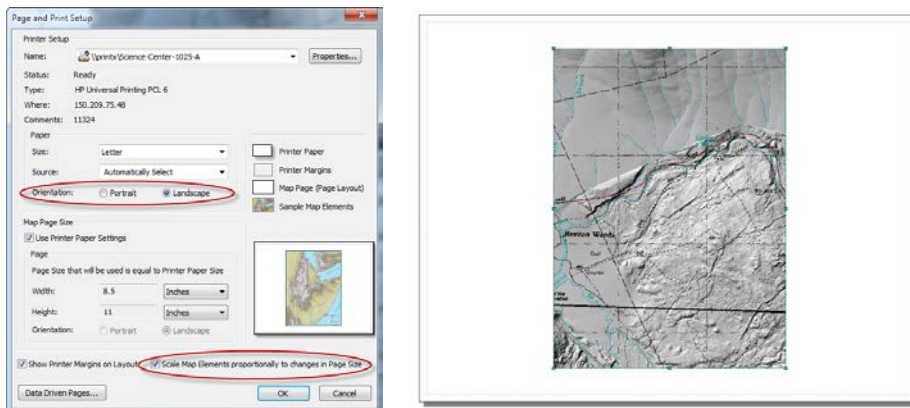 Page and Print Setup
Printer Setup
Name: \\printx\Science-Center-1025-A Properties...
Status: Ready
Type: HP Universal Printing PCL 6
Where: 150.209.75.48
Comments: 11324
Paper
Size: Letter
Source: Automatically Select
Orientation: Portrait Landscape
Printer Paper
Printer Margins
Map Page (Page Layout)
Sample Map Elements
Map Page Size
Use Printer Paper Settings
Page
Page Size that will be used is equal to Printer Paper Size
Width: 8.5 Inches
Height: 11 Inches
Orientation: Portrait Landscape
Show Printer Margins on Layout Scale Map Elements proportionally to changes in Page Size
Data Driven Pages... OK Cancel
Golf
Course